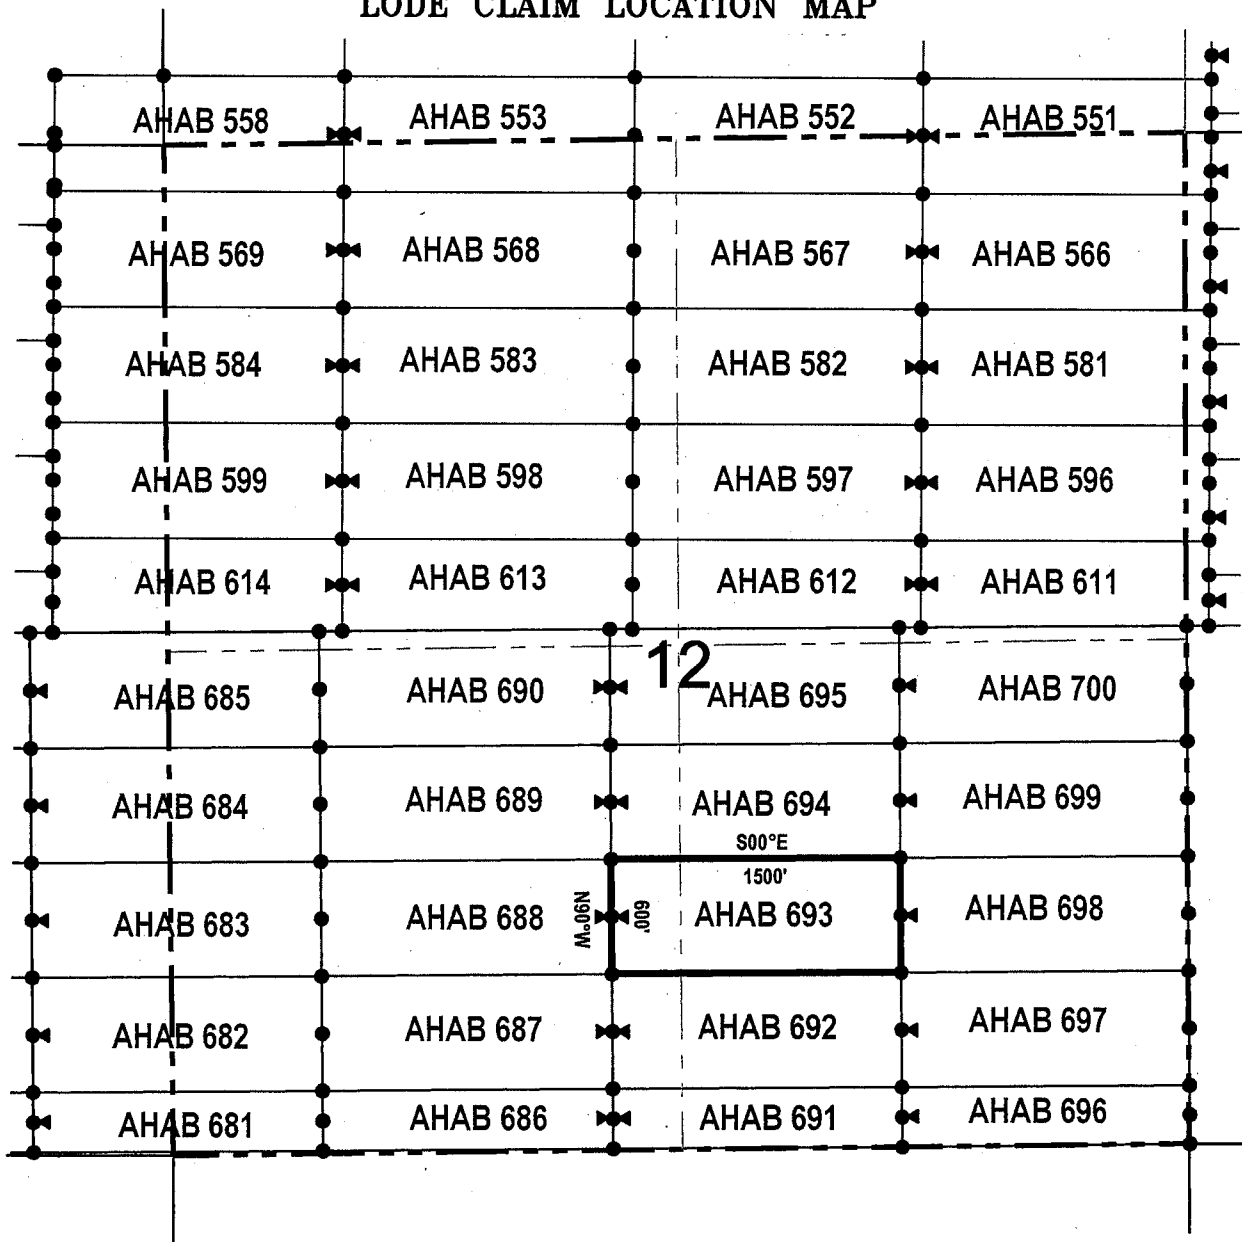 LODE CLAIM LOCATION MAP
AHAB 558 AHAB 553 AHAB 552 AHAB 551
AHAB 569 AHAB 568 AHAB 567 AHAB 566
AHAB 584 AHAB 583 AHAB 582 AHAB 581
AHAB 599 AHAB 598 AHAB 597 AHAB 596
AHAB 614 AHAB 613 AHAB 612 AHAB 611
12
AHAB 685 AHAB 690 AHAB 695 AHAB 700
AHAB 684 AHAB 689 AHAB 694 AHAB 699
S00°E
1500'
N90°W
600'
AHAB 683 AHAB 688 AHAB 693 AHAB 698
AHAB 682 AHAB 687 AHAB 692 AHAB 697
AHAB 681 AHAB 686 AHAB 691 AHAB 696